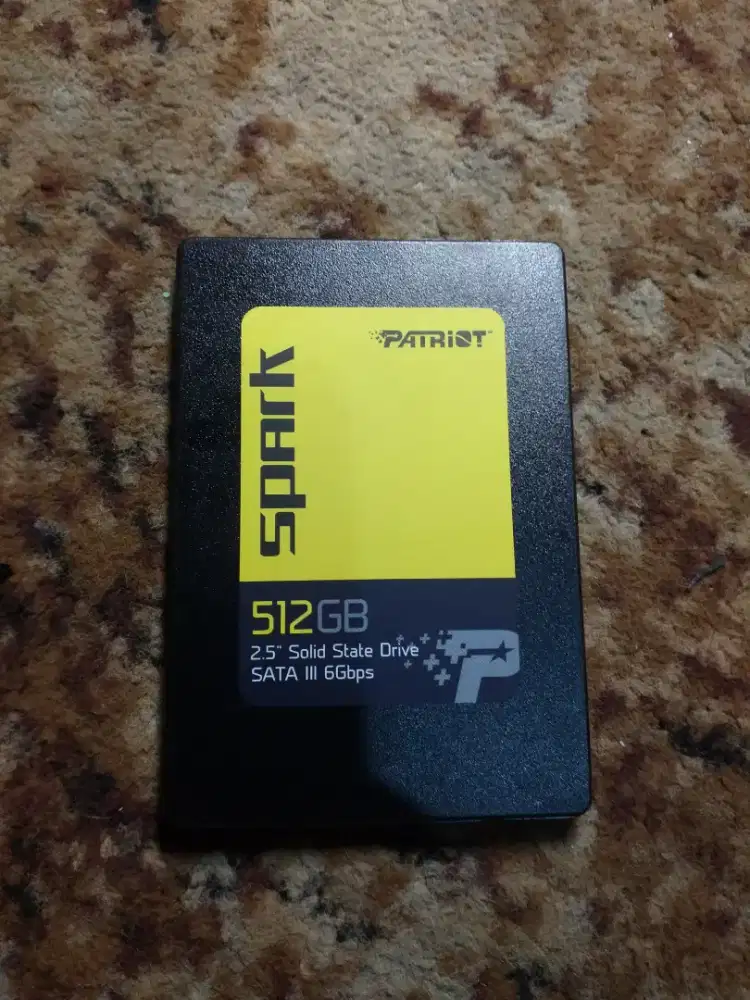 PATRiOT
spark
512GB
2.5" Solid State Drive
SATA III 6Gbps